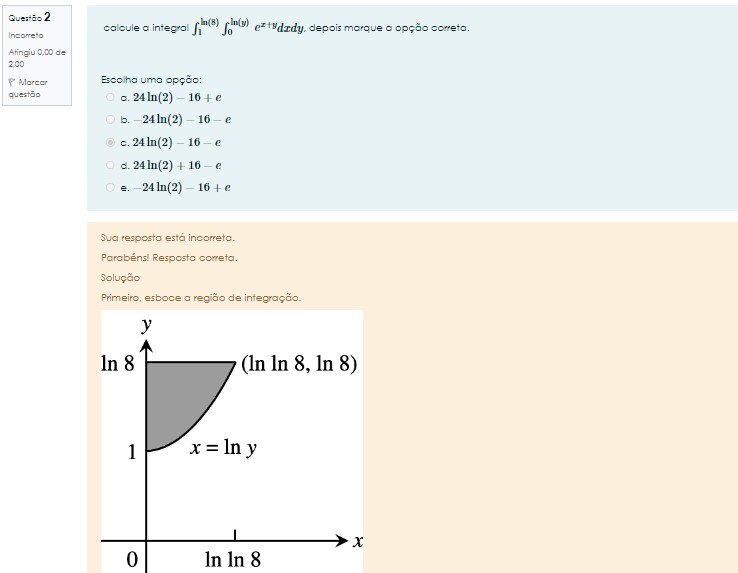 Questão 2
Incorreto
Atingiu 0,00 de
2,00
Marcar
questão
calcule a integral ∫₁^ln(8) ∫₀^ln(y) e^(x+y)dxdy, depois marque a opção correta.
Escolha uma opção:
a. 24 ln(2) − 16 + e
b. −24 ln(2) − 16 − e
c. 24 ln(2) − 16 − e
d. 24 ln(2) + 16 − e
e. −24 ln(2) − 16 + e
Sua resposta está incorreta.
Parabéns! Resposta correta.
Solução
Primeiro, esboce a região de integração.
y
ln 8
(ln ln 8, ln 8)
1
x = ln y
x
0
ln ln 8